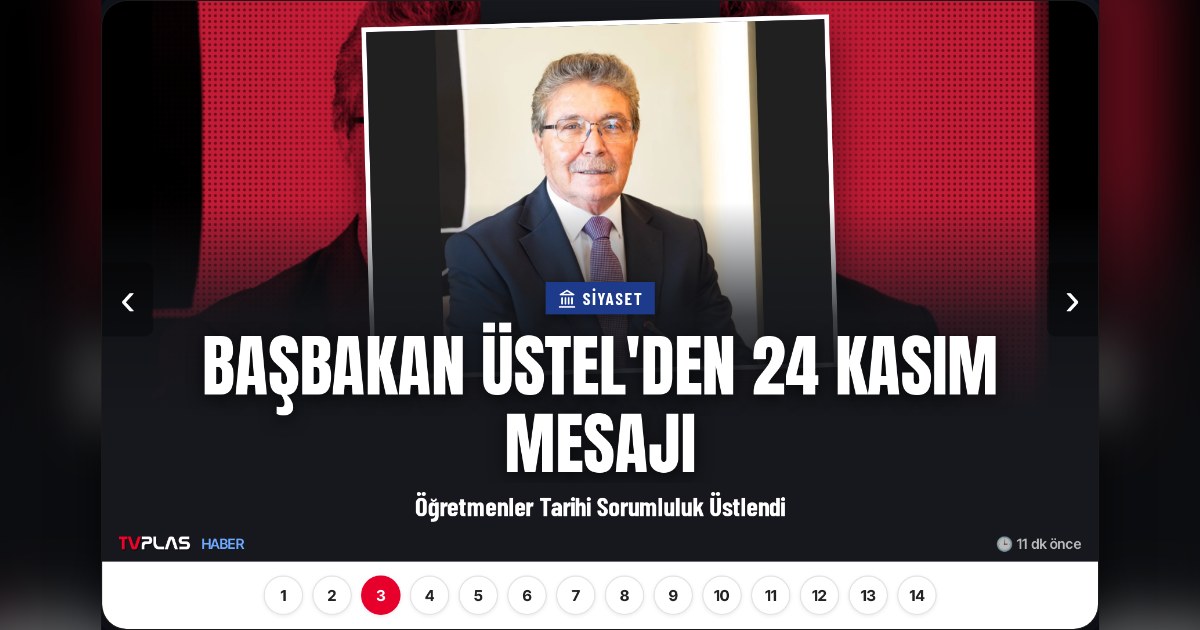 SİYASET
BAŞBAKAN ÜSTEL'DEN 24 KASIM
MESAJI
Öğretmenler Tarihi Sorumluluk Üstlendi
TVPLAS HABER
11 dk önce
1 2 3 4 5 6 7 8 9 10 11 12 13 14